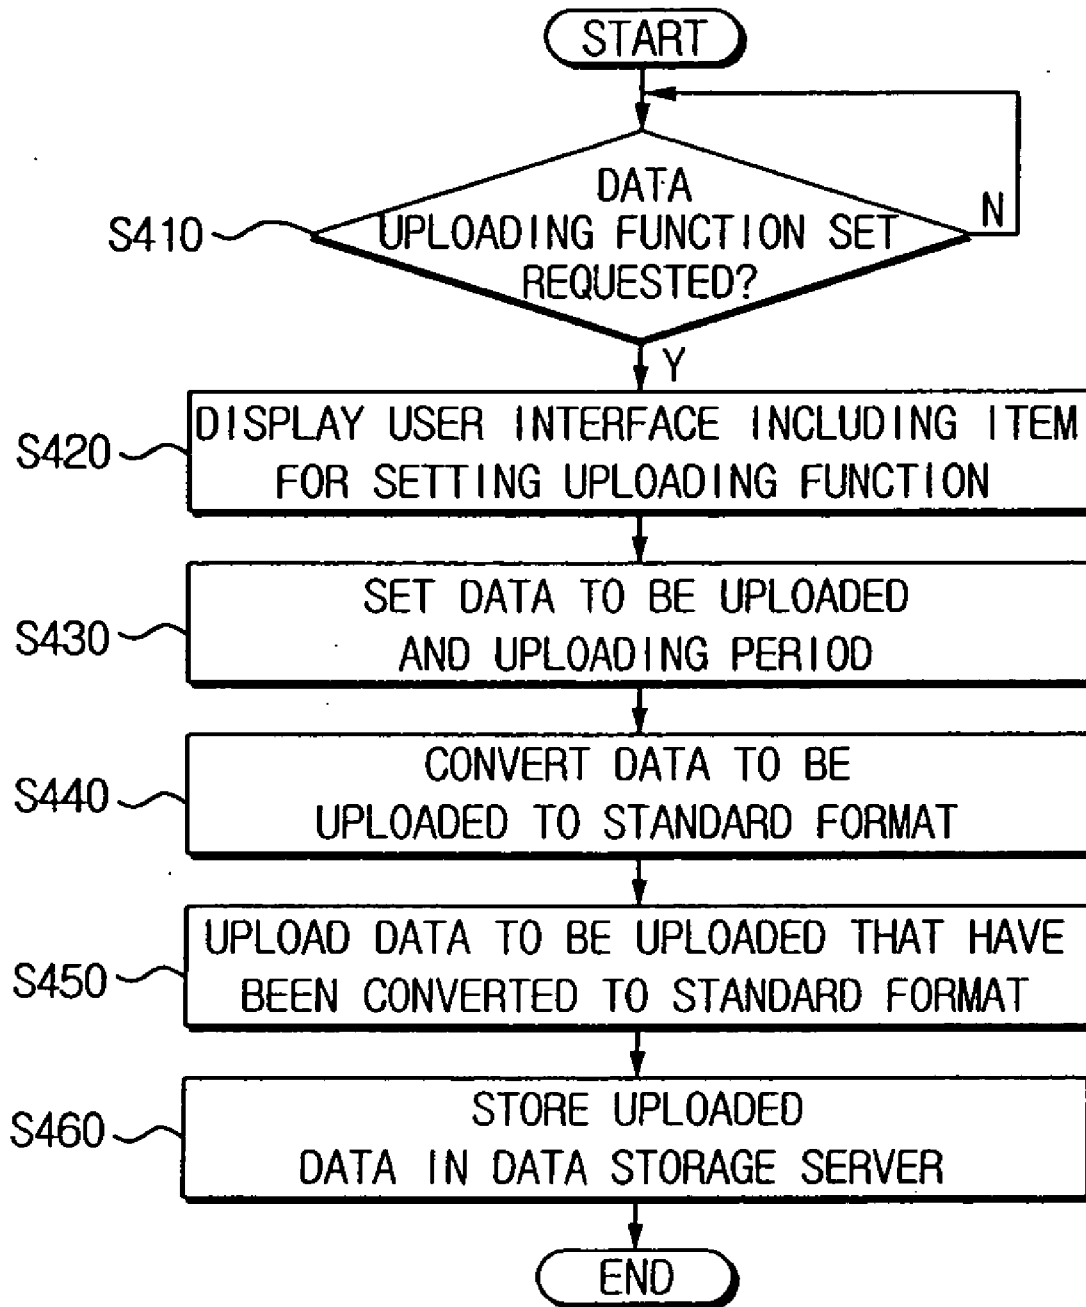 START
DATA
UPLOADING FUNCTION SET
REQUESTED?
N
S410
Y
DISPLAY USER INTERFACE INCLUDING ITEM
FOR SETTING UPLOADING FUNCTION
S420
SET DATA TO BE UPLOADED
AND UPLOADING PERIOD
S430
CONVERT DATA TO BE
UPLOADED TO STANDARD FORMAT
S440
UPLOAD DATA TO BE UPLOADED THAT HAVE
BEEN CONVERTED TO STANDARD FORMAT
S450
STORE UPLOADED
DATA IN DATA STORAGE SERVER
S460
END